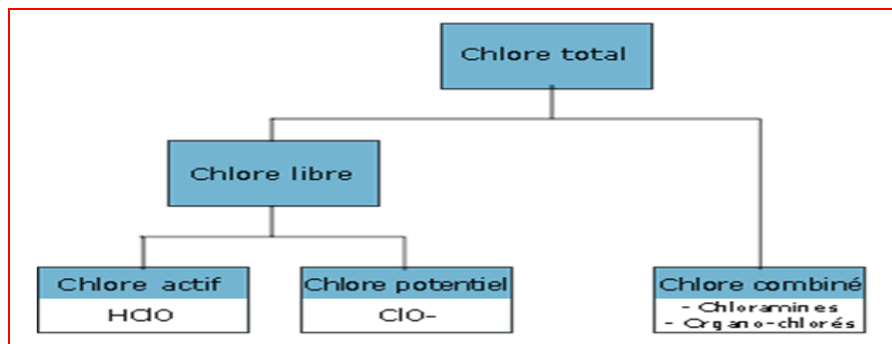 Chlore total
Chlore libre
Chlore actif
HClO
Chlore potentiel
ClO-
Chlore combiné
- Chloramines
- Organo-chlorés